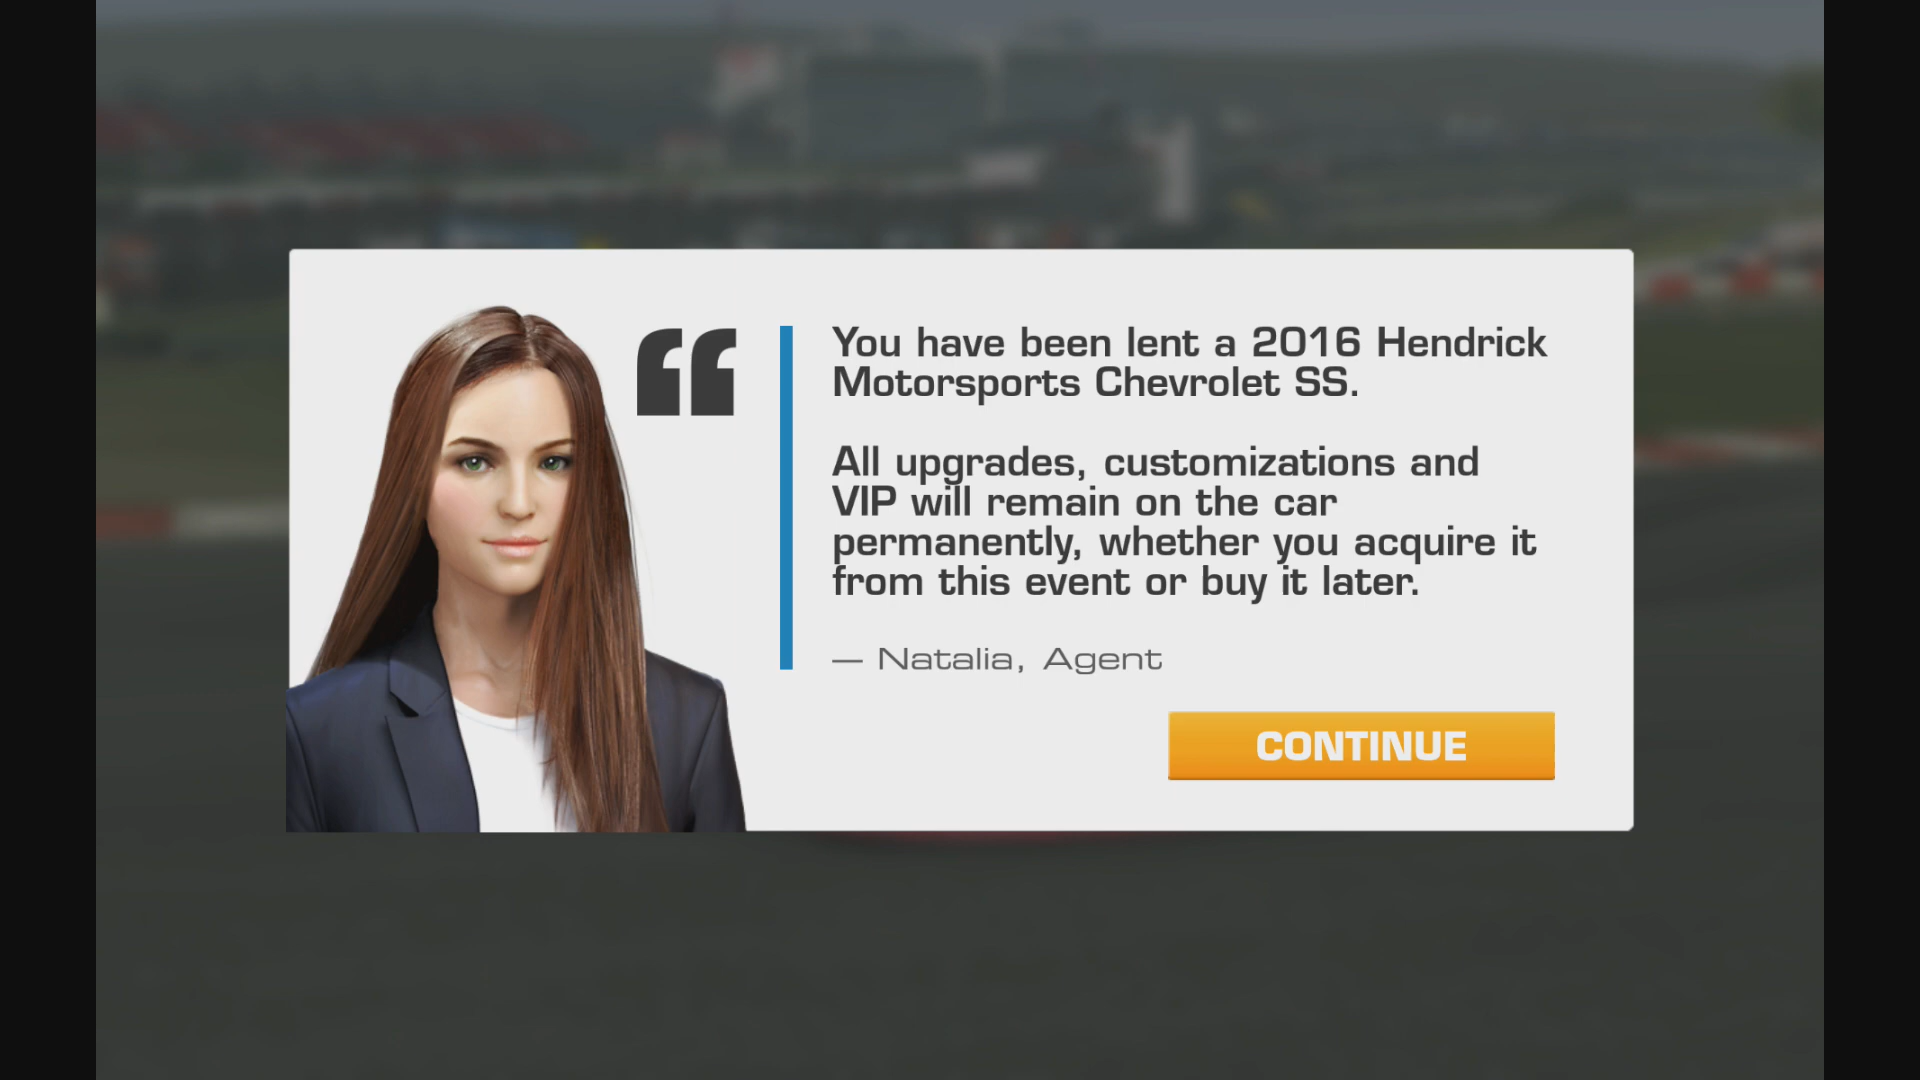 You have been lent a 2016 Hendrick
Motorsports Chevrolet SS.
All upgrades, customizations and
VIP will remain on the car
permanently, whether you acquire it
from this event or buy it later.
— Natalia, Agent
CONTINUE